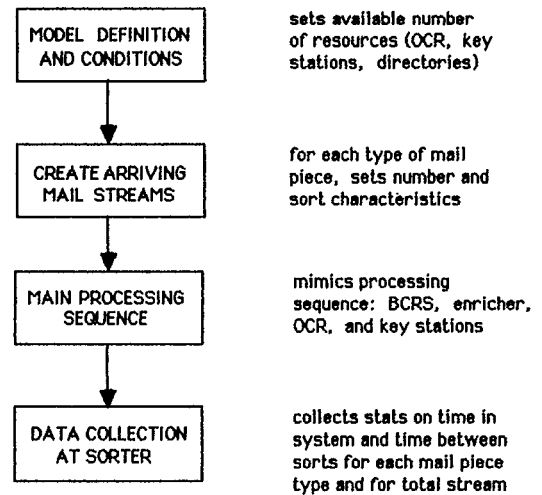 MODEL DEFINITION
AND CONDITIONS
sets available number
of resources (OCR, key
stations, directories)
CREATE ARRIVING
MAIL STREAMS
for each type of mail
piece, sets number and
sort characteristics
MAIN PROCESSING
SEQUENCE
mimics processing
sequence: BCRS, enricher,
OCR, and key stations
DATA COLLECTION
AT SORTER
collects stats on time in
system and time between
sorts for each mail piece
type and for total stream